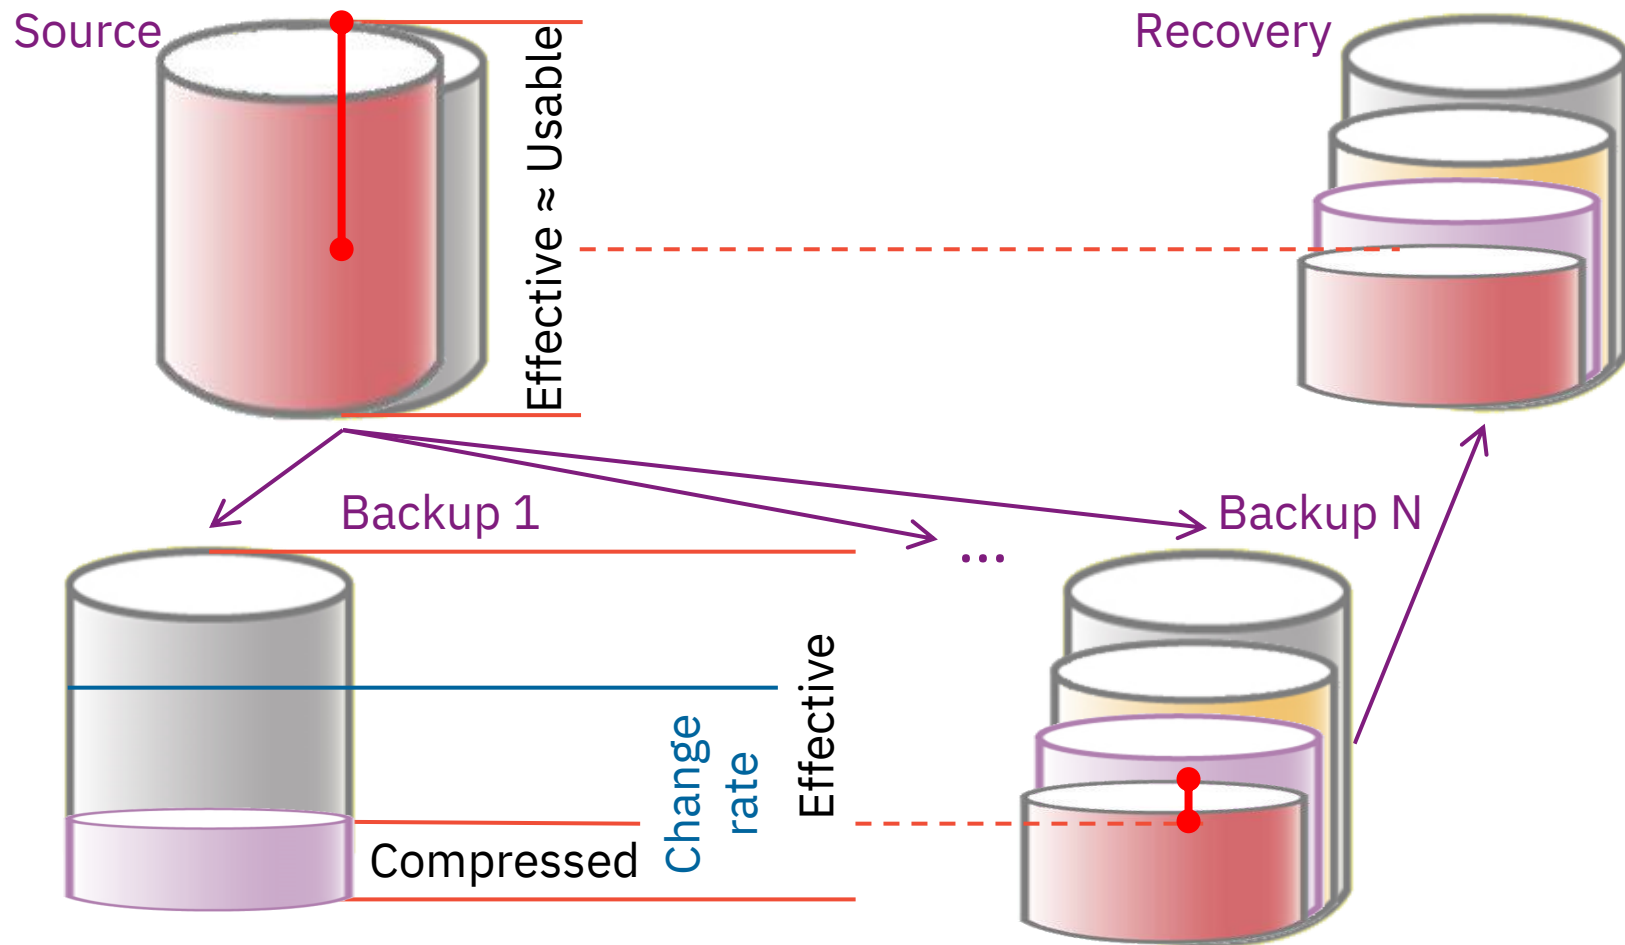 Source
Effective ≈ Usable
Recovery
Backup 1
...
Backup N
Effective
Change
rate
Compressed